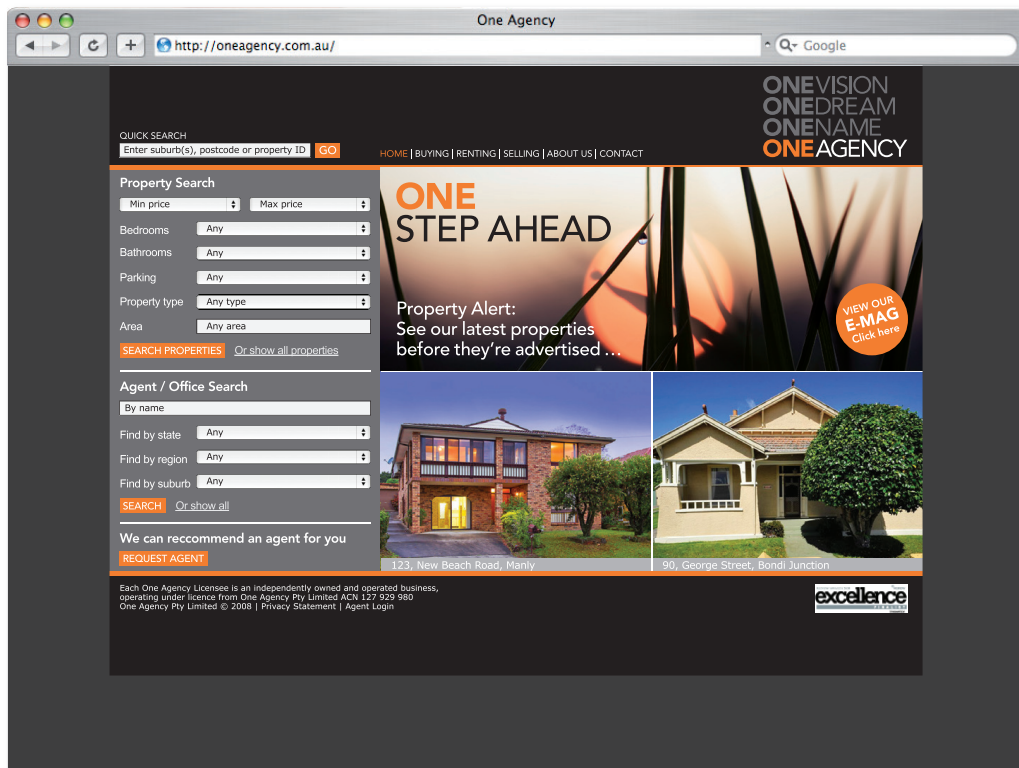 One Agency
http://oneagency.com.au/
Google
ONEVISION
ONEDREAM
ONENAME
ONEAGENCY
QUICK SEARCH
Enter suburb(s), postcode or property ID GO
HOME | BUYING | RENTING | SELLING | ABOUT US | CONTACT
Property Search
Min price Max price
Bedrooms Any
Bathrooms Any
Parking Any
Property type Any type
Area Any area
SEARCH PROPERTIES Or show all properties
Agent / Office Search
By name
Find by state Any
Find by region Any
Find by suburb Any
SEARCH Or show all
We can reccommend an agent for you
REQUEST AGENT
ONE
STEP AHEAD
Property Alert:
See our latest properties
before they're advertised ...
VIEW OUR
E-MAG
Click here
123, New Beach Road, Manly
90, George Street, Bondi Junction
Each One Agency Licensee is an independently owned and operated business,
operating under licence from One Agency Pty Limited ACN 127 929 980
One Agency Pty Limited © 2008 | Privacy Statement | Agent Login
excellence
FINALIST